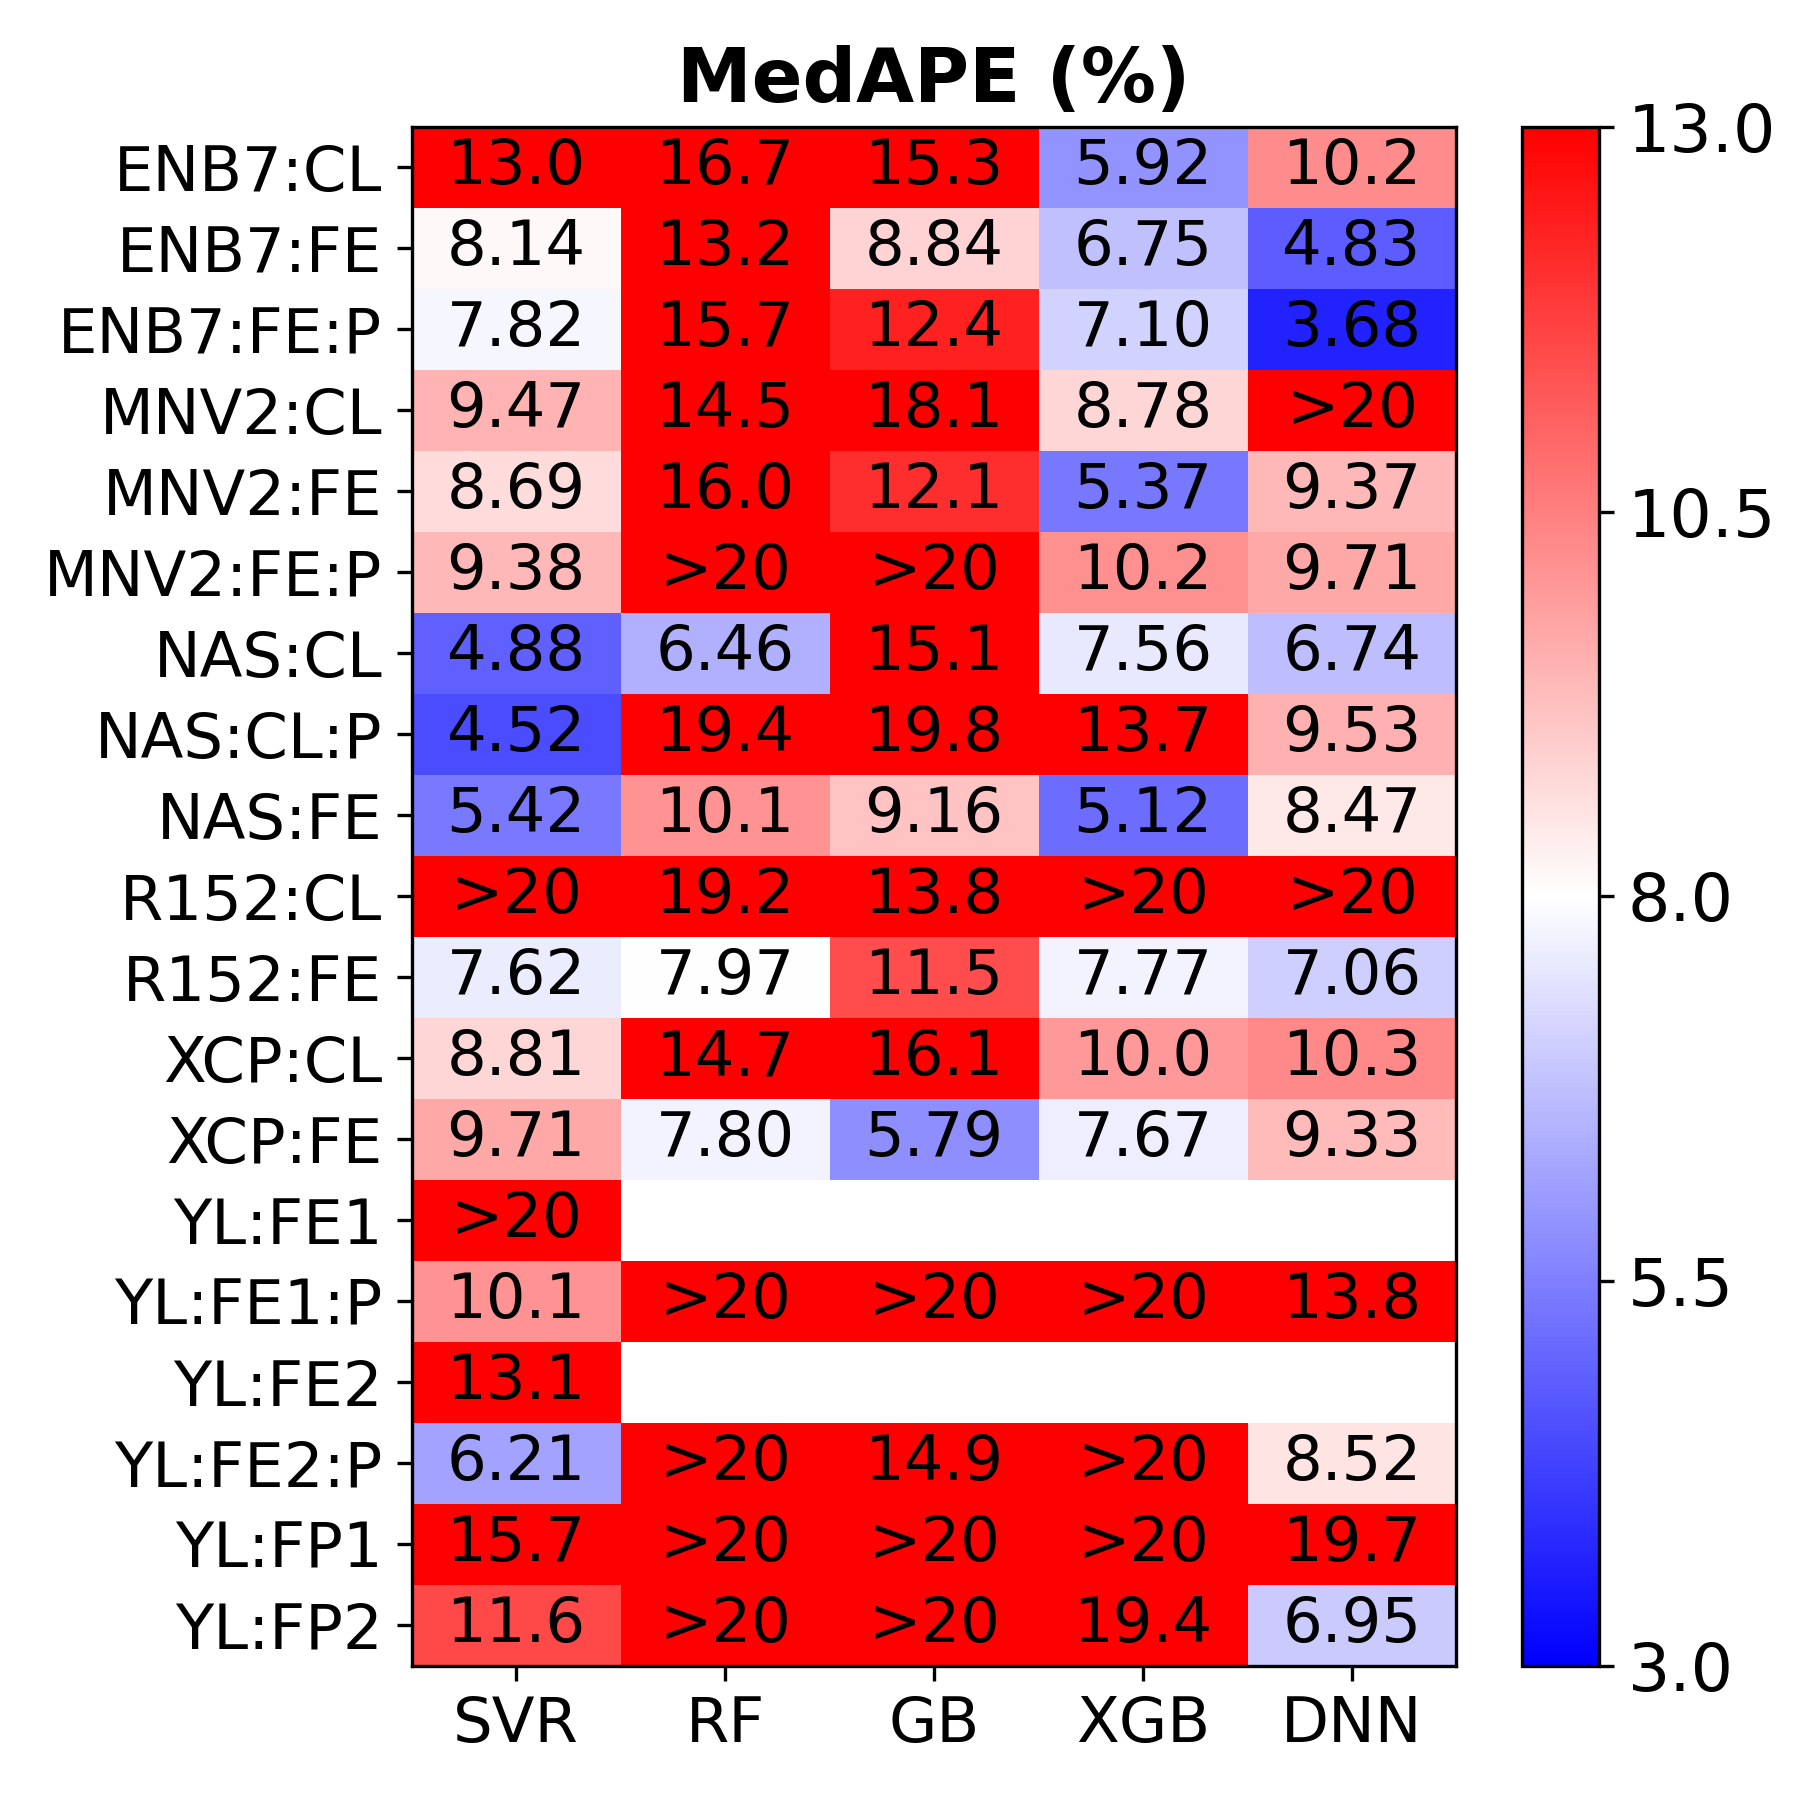 MedAPE (%)
ENB7:CL 13.0 16.7 15.3 5.92 10.2
ENB7:FE 8.14 13.2 8.84 6.75 4.83
ENB7:FE:P 7.82 15.7 12.4 7.10 3.68
MNV2:CL 9.47 14.5 18.1 8.78 >20
MNV2:FE 8.69 16.0 12.1 5.37 9.37
MNV2:FE:P 9.38 >20 >20 10.2 9.71
NAS:CL 4.88 6.46 15.1 7.56 6.74
NAS:CL:P 4.52 19.4 19.8 13.7 9.53
NAS:FE 5.42 10.1 9.16 5.12 8.47
R152:CL >20 19.2 13.8 >20 >20
R152:FE 7.62 7.97 11.5 7.77 7.06
XCP:CL 8.81 14.7 16.1 10.0 10.3
XCP:FE 9.71 7.80 5.79 7.67 9.33
YL:FE1 >20
YL:FE1:P 10.1 >20 >20 >20 13.8
YL:FE2 13.1
YL:FE2:P 6.21 >20 14.9 >20 8.52
YL:FP1 15.7 >20 >20 >20 19.7
YL:FP2 11.6 >20 >20 19.4 6.95
SVR RF GB XGB DNN
13.0
10.5
8.0
5.5
3.0